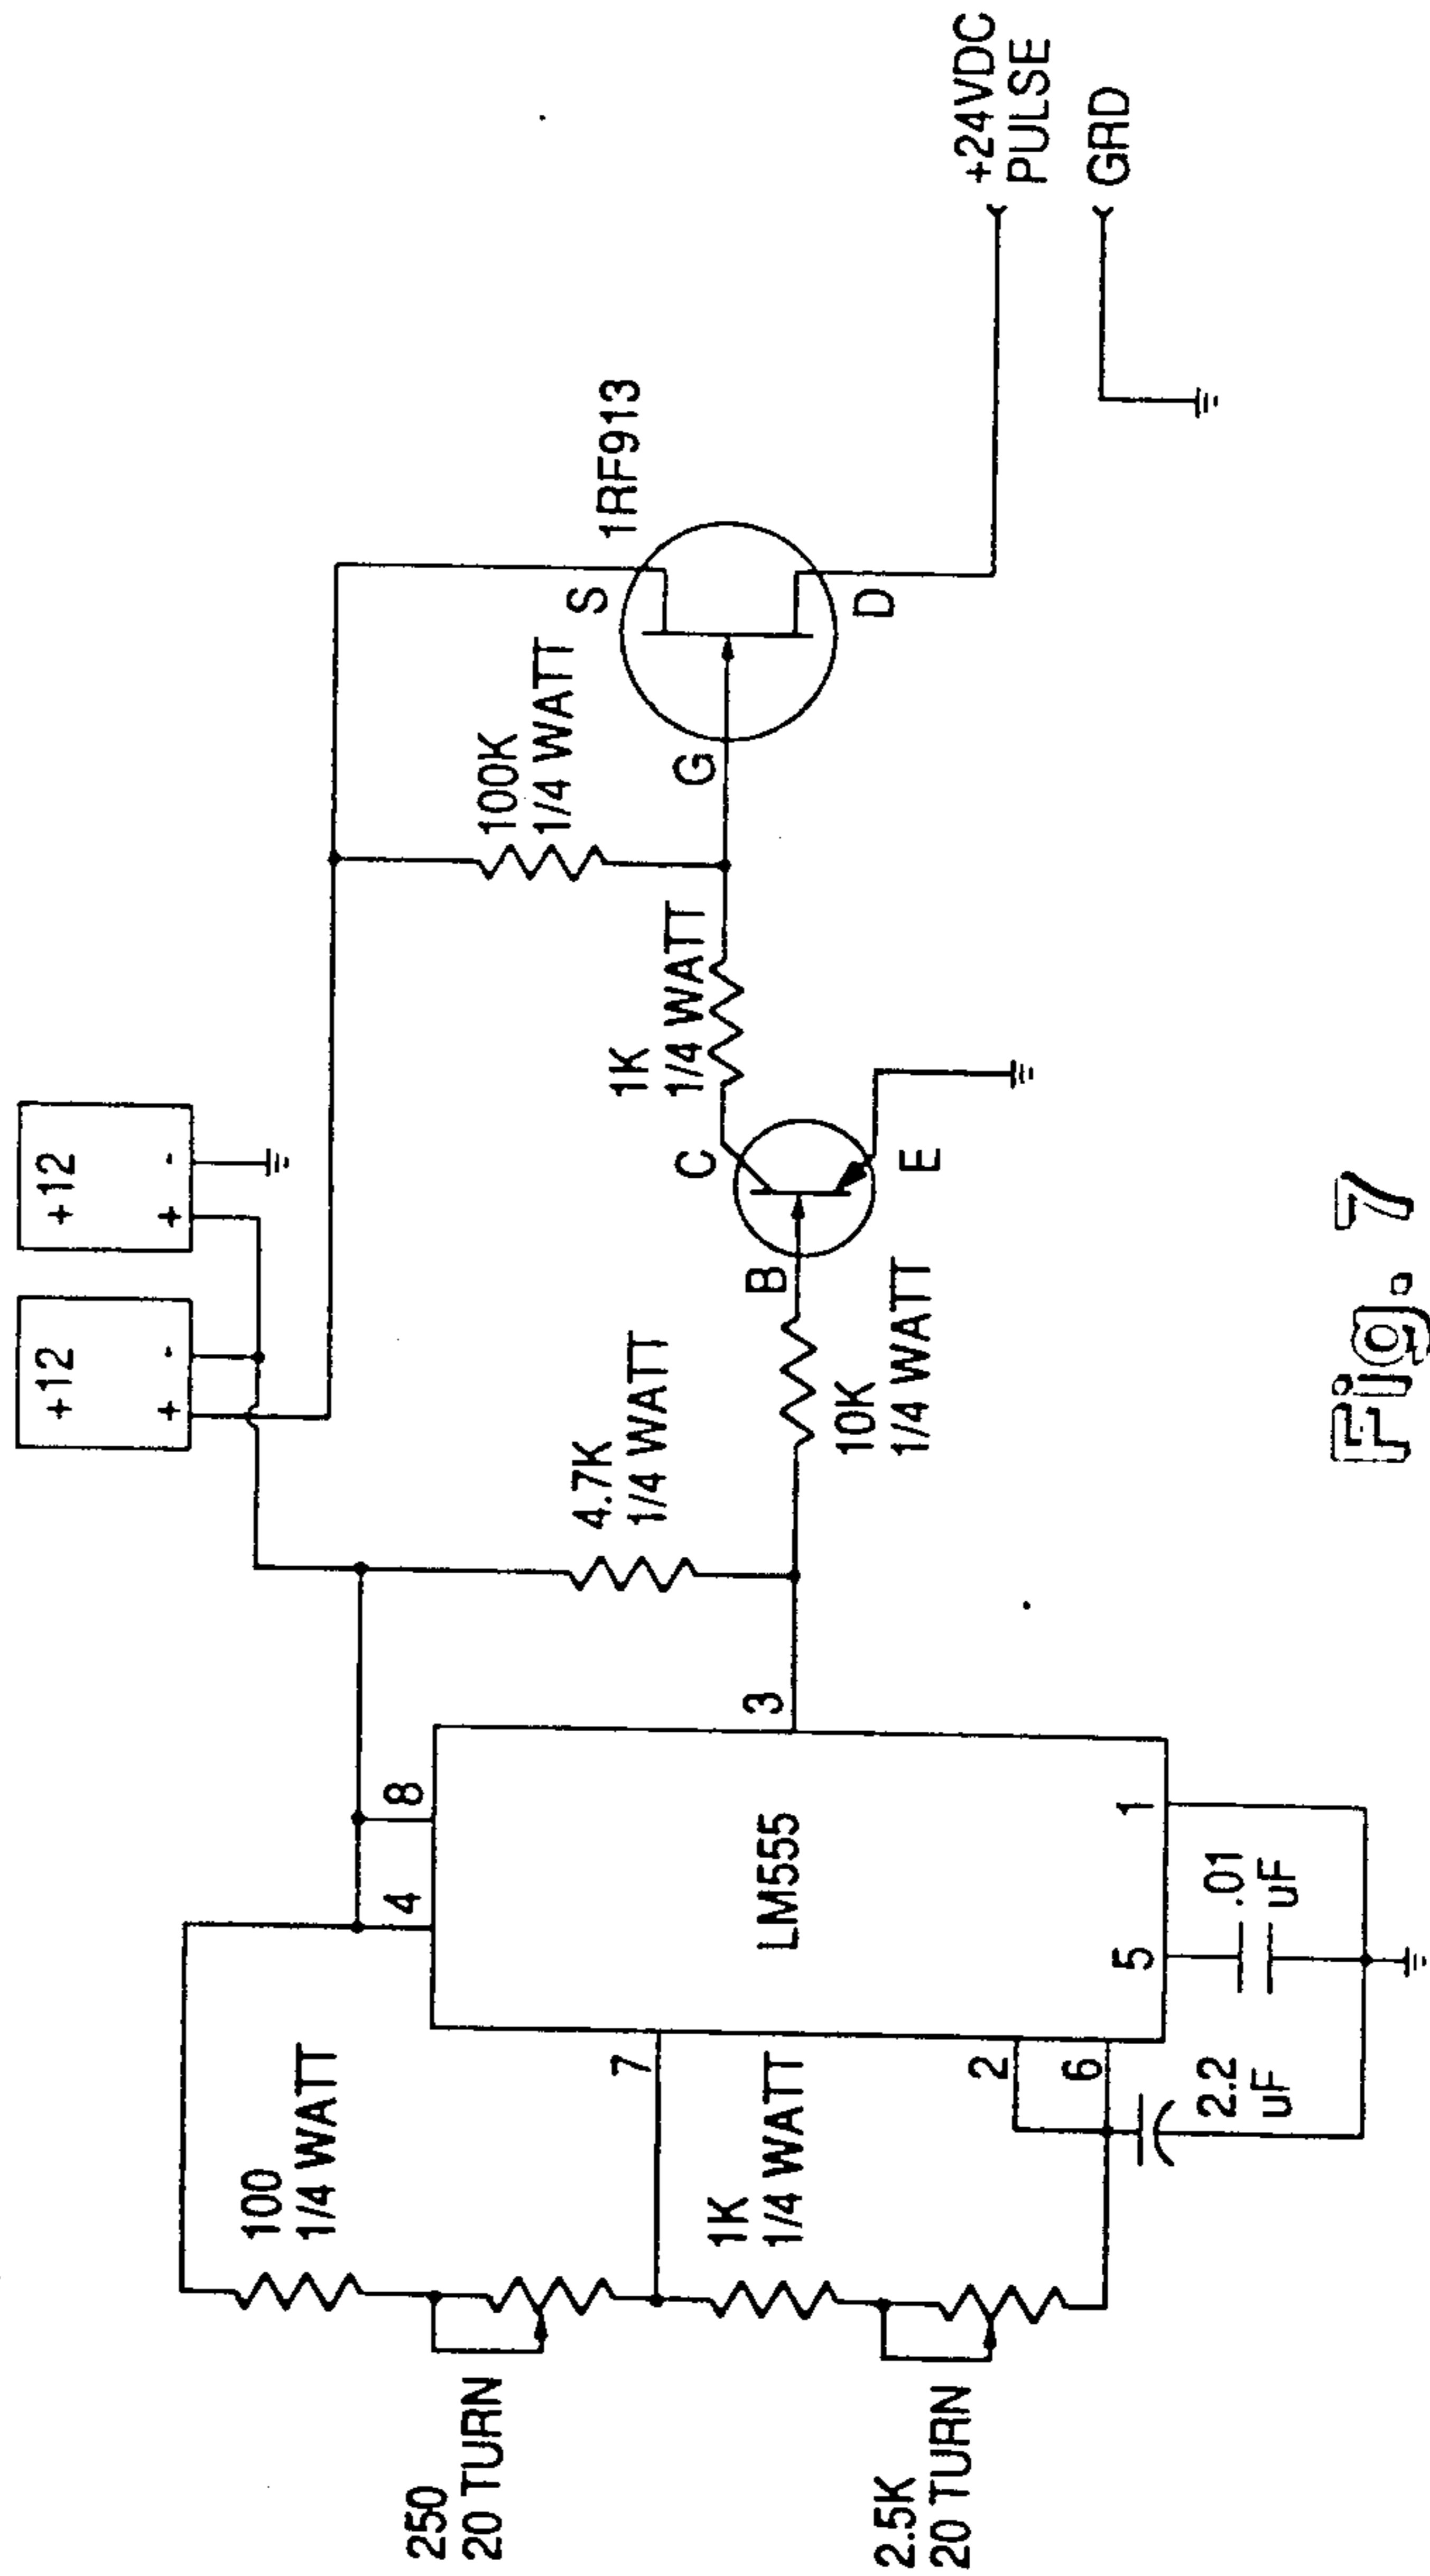 +12
+ -
+12
+ -
100
1/4 WATT
250
20 TURN
1K
1/4 WATT
2.5K
20 TURN
4
8
7
LM555
3
2
6
5
1
2.2
uF
.01
uF
4.7K
1/4 WATT
10K
1/4 WATT
B
C
E
1K
1/4 WATT
100K
1/4 WATT
G
S
D
1RF913
+24VDC
PULSE
GRD
Fig. 7